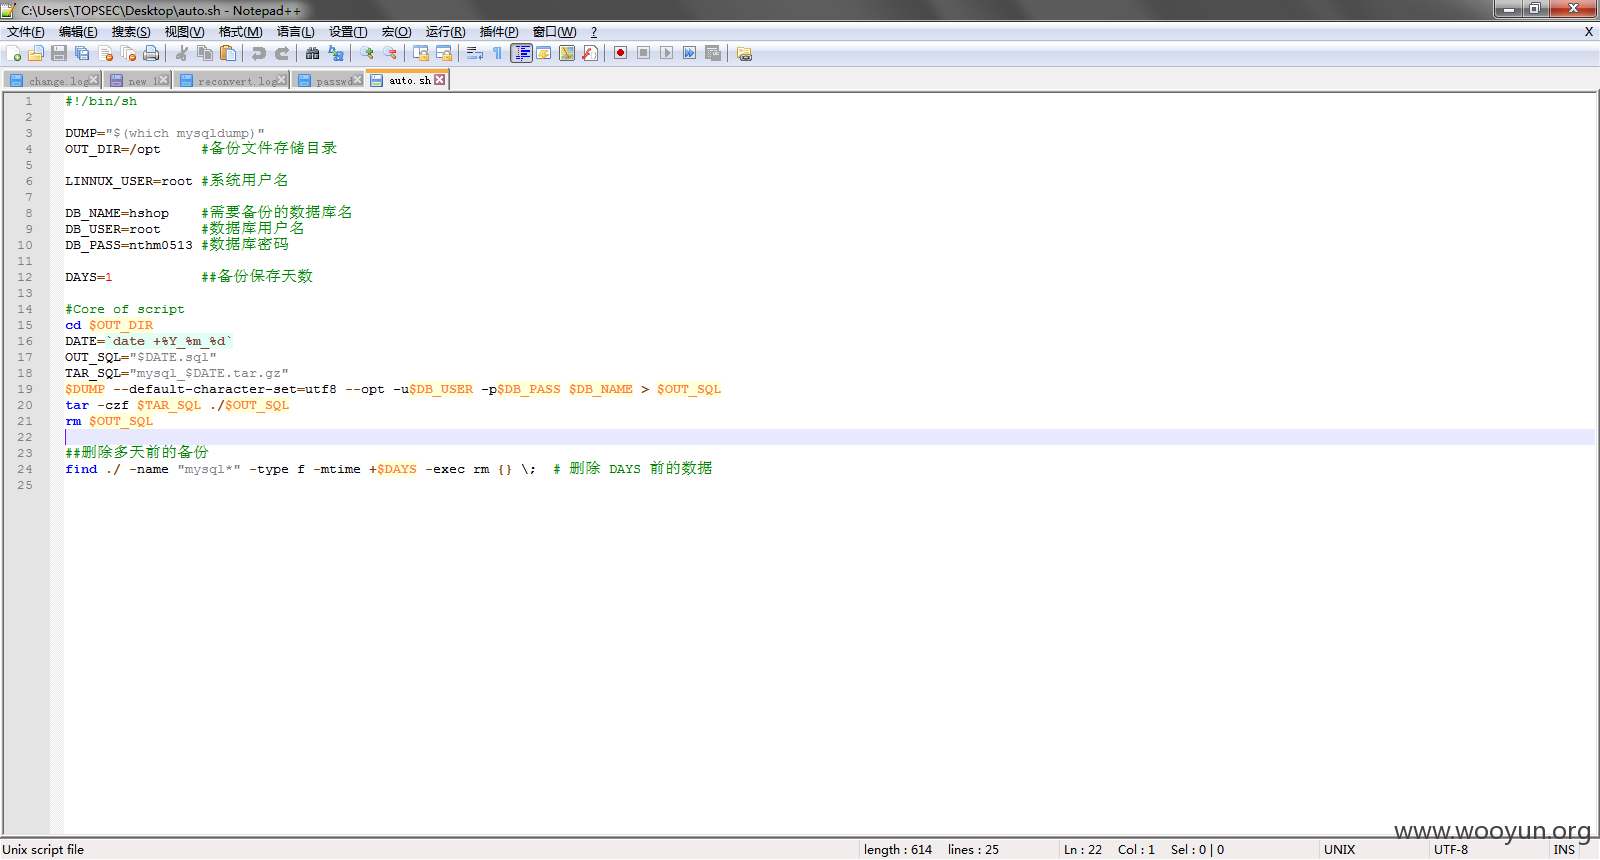 C:\Users\TOPSEC\Desktop\auto.sh - Notepad++
文件(F) 编辑(E) 搜索(S) 视图(V) 格式(M) 语言(L) 设置(T) 宏(O) 运行(R) 插件(P) 窗口(W) ? X
change.log new 1 reconvert.log passwd auto.sh
1 #!/bin/sh
2
3 DUMP="$(which mysqldump)"
4 OUT_DIR=/opt #备份文件存储目录
5
6 LINNUX_USER=root #系统用户名
7
8 DB_NAME=hshop #需要备份的数据库名
9 DB_USER=root #数据库用户名
10 DB_PASS=nthm0513 #数据库密码
11
12 DAYS=1 ##备份保存天数
13
14 #Core of script
15 cd $OUT_DIR
16 DATE=`date +%Y_%m_%d`
17 OUT_SQL="$DATE.sql"
18 TAR_SQL="mysql_$DATE.tar.gz"
19 $DUMP --default-character-set=utf8 --opt -u$DB_USER -p$DB_PASS $DB_NAME > $OUT_SQL
20 tar -czf $TAR_SQL ./$OUT_SQL
21 rm $OUT_SQL
22
23 ##删除多天前的备份
24 find ./ -name "mysql*" -type f -mtime +$DAYS -exec rm {} \; # 删除 DAYS 前的数据
25
www.wooyun.org
Unix script file length : 614 lines : 25 Ln : 22 Col : 1 Sel : 0 | 0 UNIX UTF-8 INS